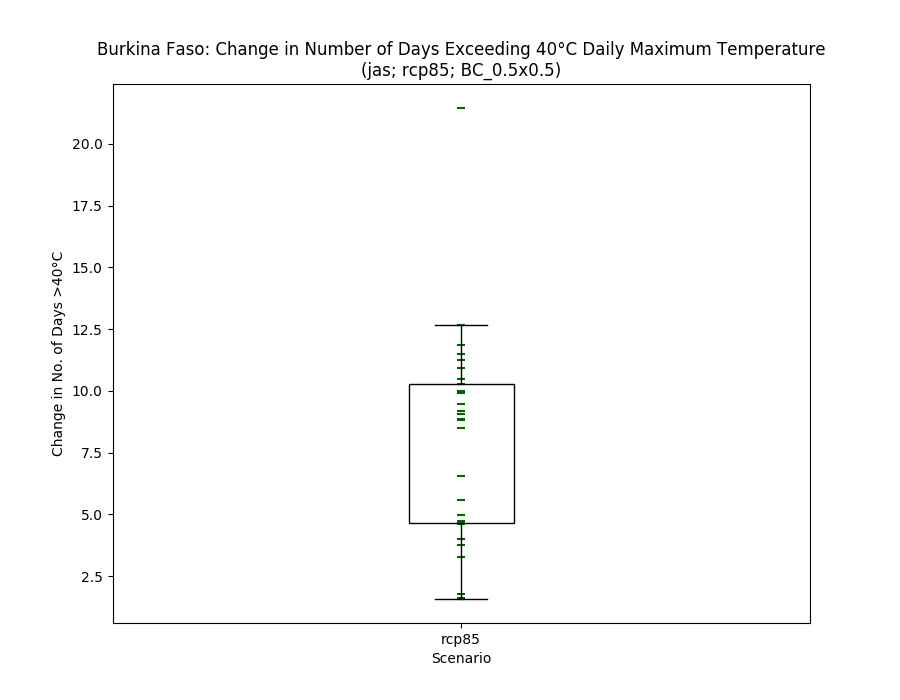 Burkina Faso: Change in Number of Days Exceeding 40°C Daily Maximum Temperature
(jas; rcp85; BC_0.5x0.5)
20.0
17.5
15.0
12.5
10.0
7.5
5.0
2.5
Change in No. of Days >40°C
rcp85
Scenario